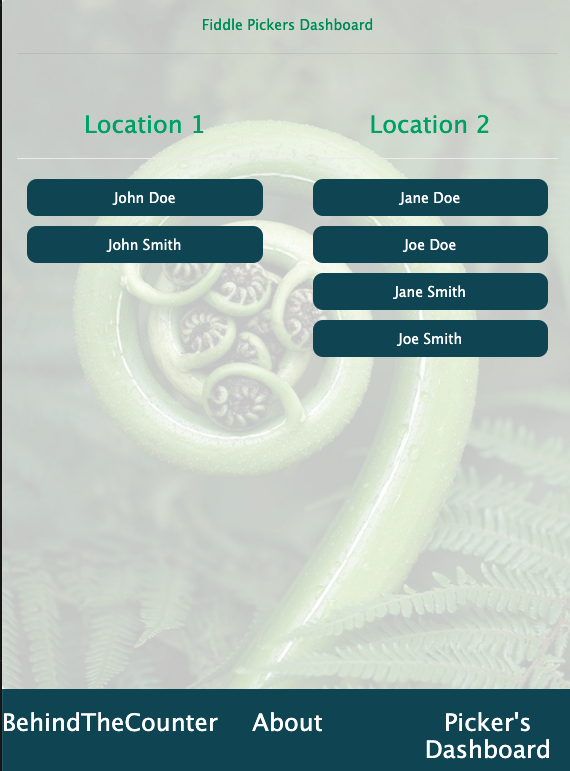 Fiddle Pickers Dashboard
Location 1
Location 2
John Doe
Jane Doe
John Smith
Joe Doe
Jane Smith
Joe Smith
BehindTheCounter
About
Picker's
Dashboard